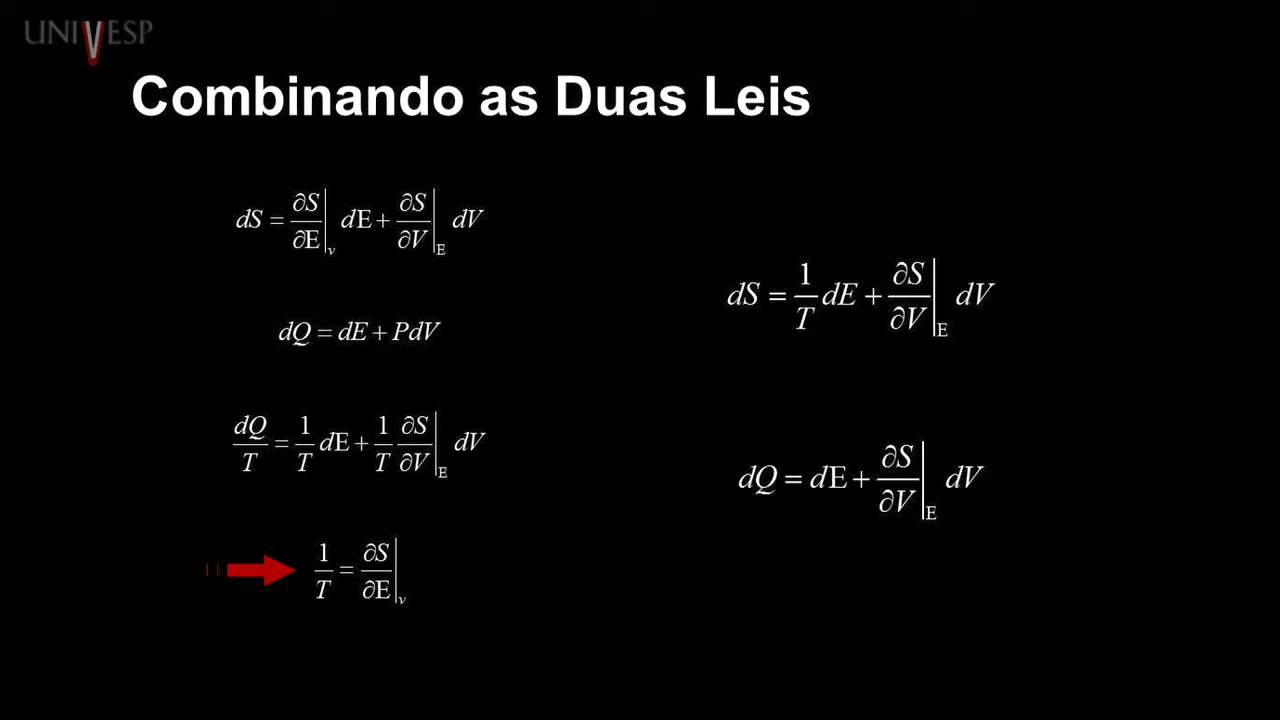 UNIVESP
Combinando as Duas Leis
dS = ∂S/∂E|_v dE + ∂S/∂V|_E dV
dQ = dE + PdV
dQ/T = 1/T dE + 1/T ∂S/∂V|_E dV
1/T = ∂S/∂E|_v
dS = 1/T dE + ∂S/∂V|_E dV
dQ = dE + ∂S/∂V|_E dV